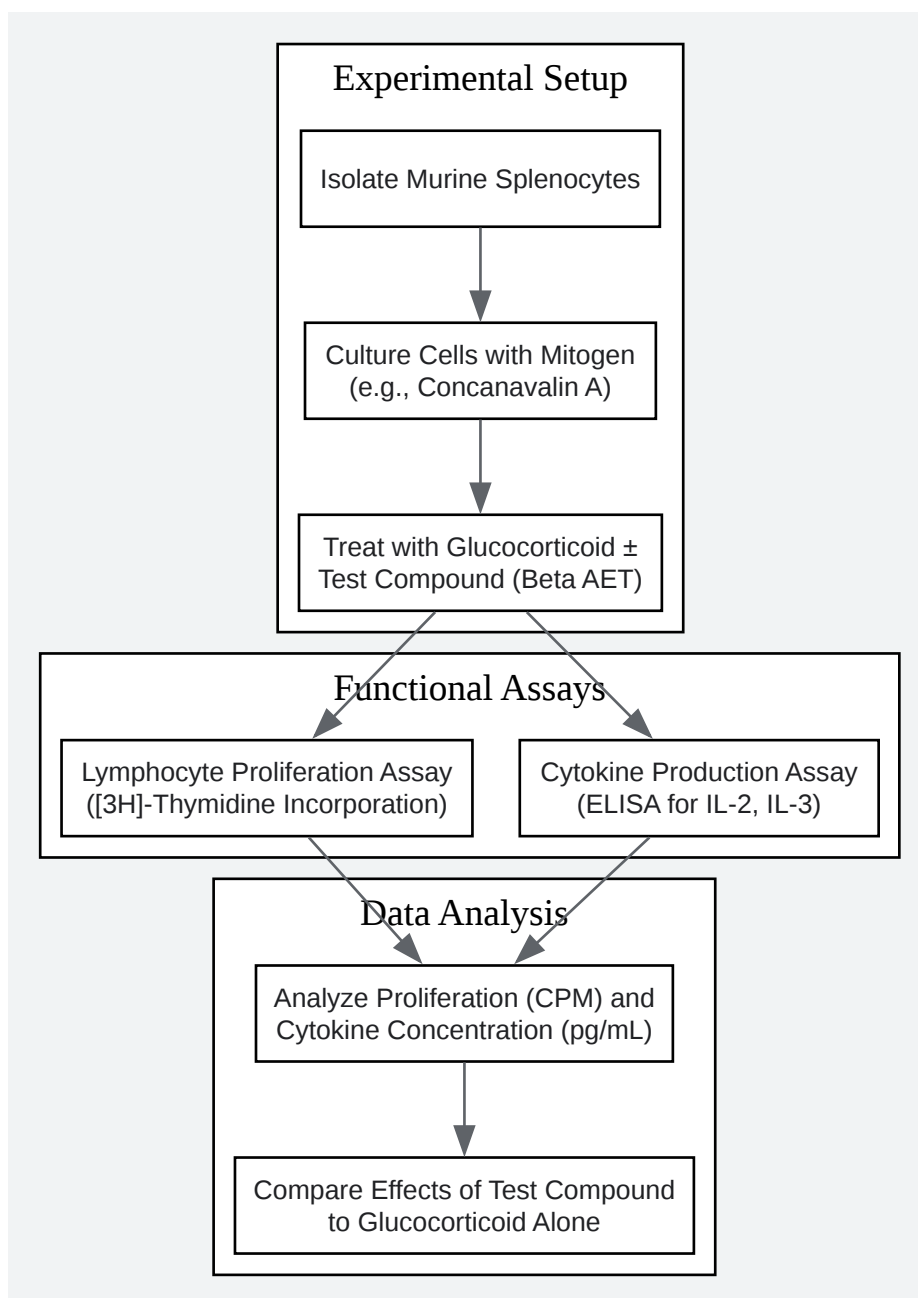 Experimental Setup
Isolate Murine Splenocytes
Culture Cells with Mitogen
(e.g., Concanavalin A)
Treat with Glucocorticoid ±
Test Compound (Beta AET)
Functional Assays
Lymphocyte Proliferation Assay
([3H]-Thymidine Incorporation)
Cytokine Production Assay
(ELISA for IL-2, IL-3)
Data Analysis
Analyze Proliferation (CPM) and
Cytokine Concentration (pg/mL)
Compare Effects of Test Compound
to Glucocorticoid Alone